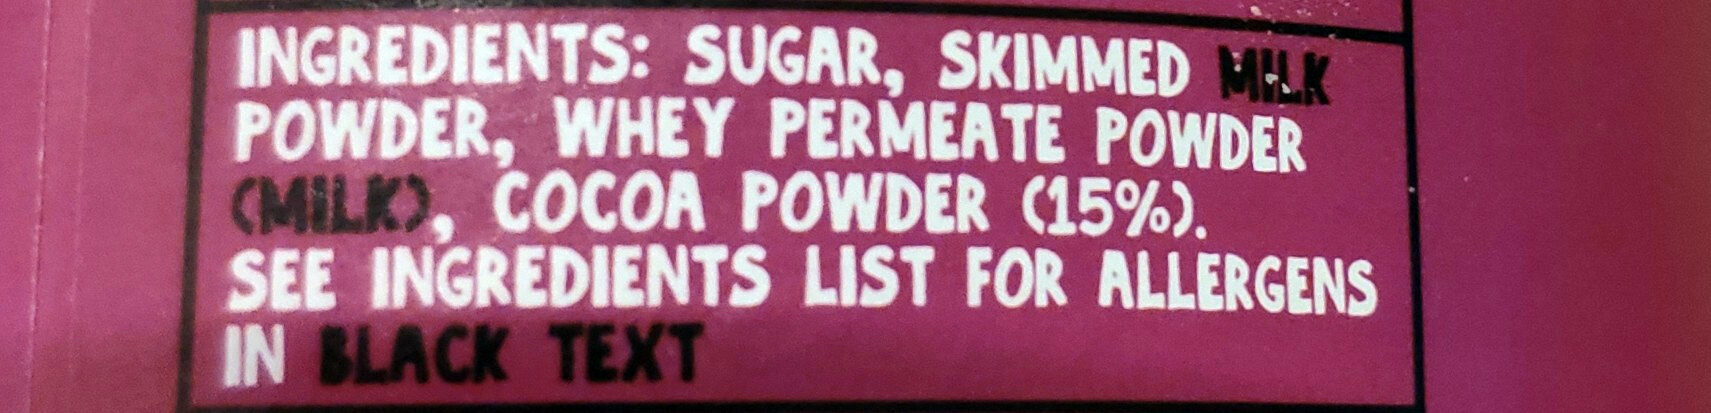 INGREDIENTS: SUGAR, SKIMMED MILK
POWDER, WHEY PERMEATE POWDER
(MILK), COCOA POWDER (15%).
SEE INGREDIENTS LIST FOR ALLERGENS
IN BLACK TEXT